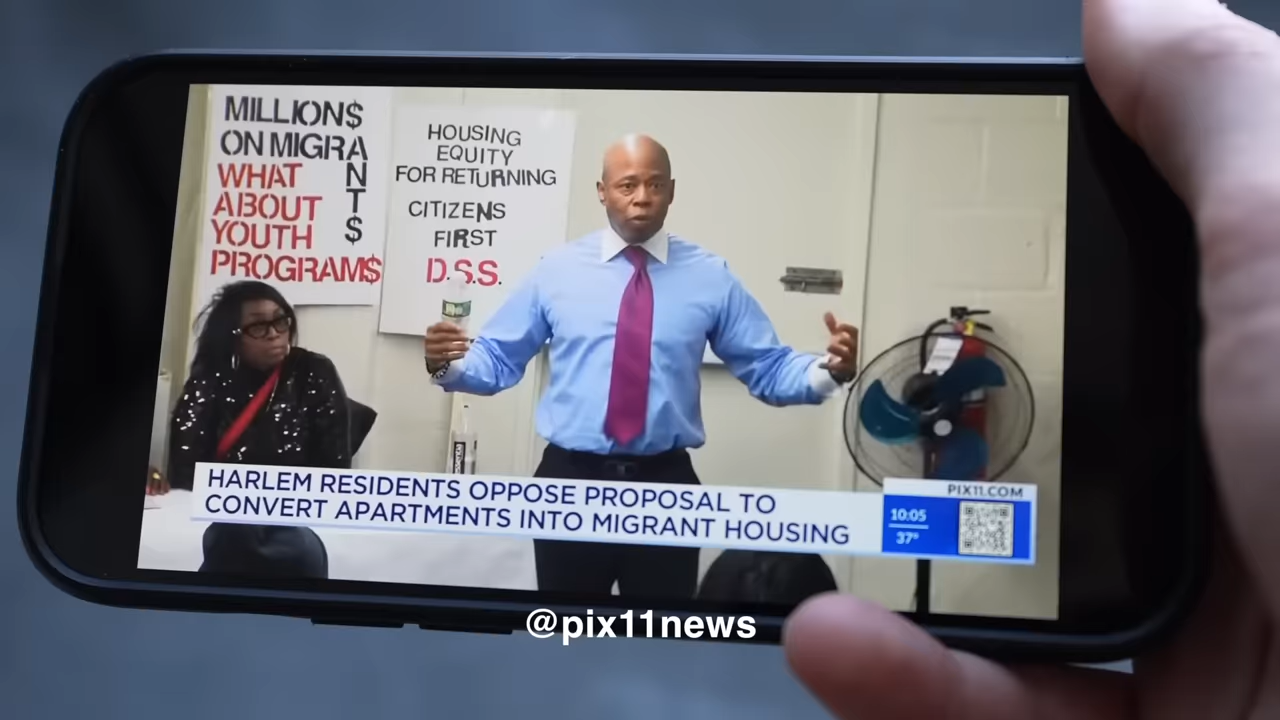 MILLION$
ON MIGRANT$
WHAT
ABOUT
YOUTH
PROGRAM$
HOUSING
EQUITY
FOR RETURNING
CITIZENS
FIRST
D.S.S.
HARLEM RESIDENTS OPPOSE PROPOSAL TO
CONVERT APARTMENTS INTO MIGRANT HOUSING
PIX11.COM
10:05
37°
@pix11news